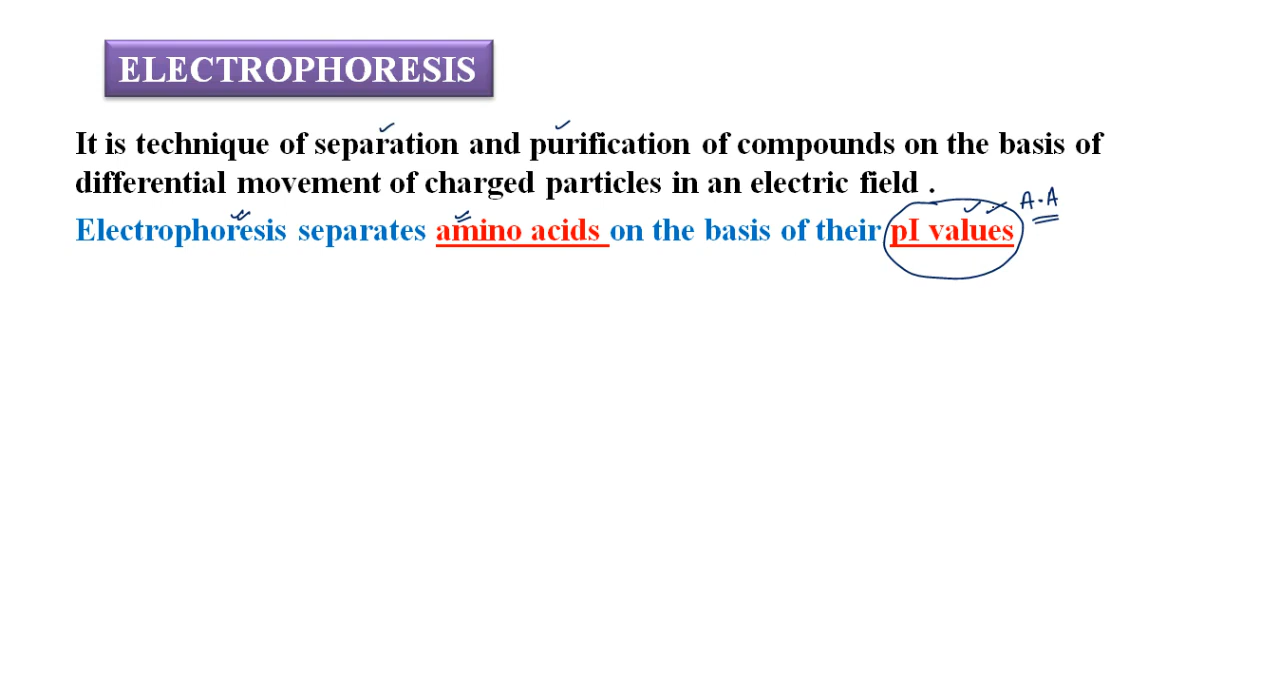 ELECTROPHORESIS
It is technique of separation and purification of compounds on the basis of
differential movement of charged particles in an electric field .
A.A
Electrophoresis separates amino acids on the basis of their pI values